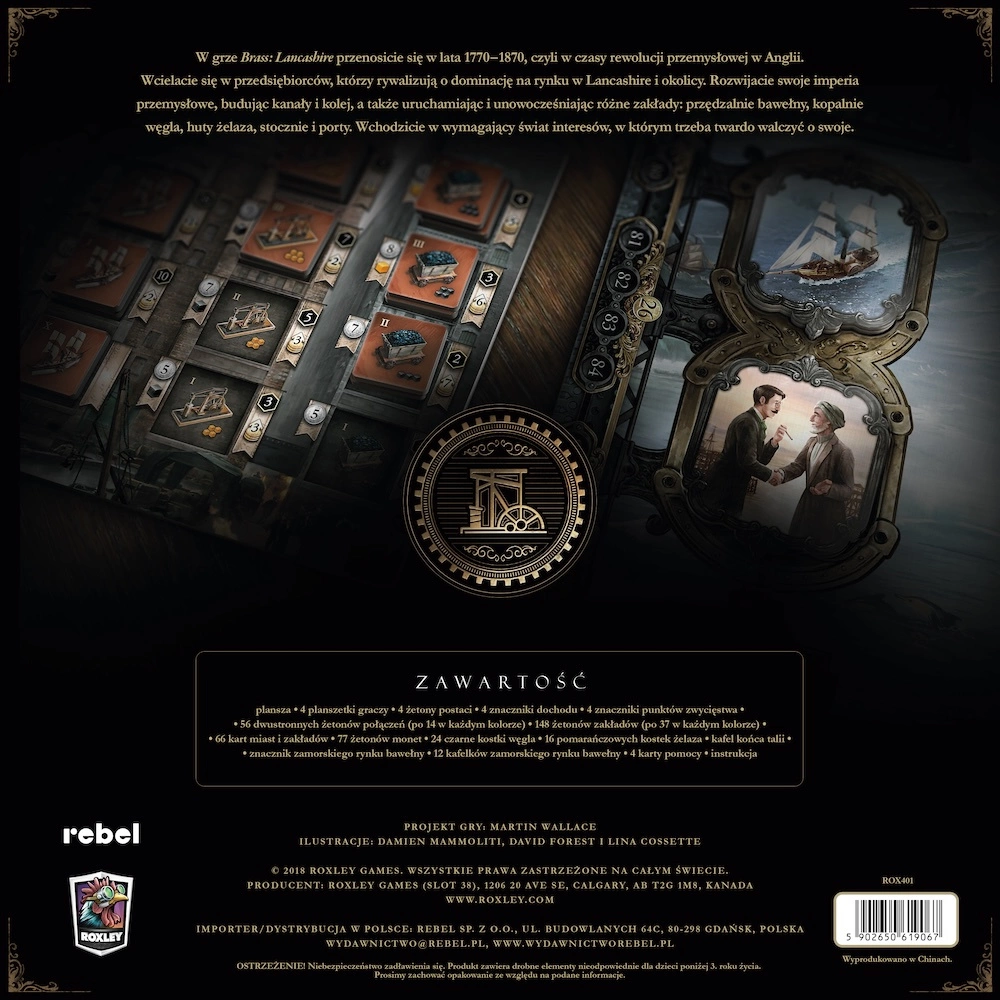 W grze Brass: Lancashire przenosicie się w lata 1770–1870, czyli w czasy rewolucji przemysłowej w Anglii.
Wcielacie się w przedsiębiorców, którzy rywalizują o dominację na rynku w Lancashire i okolicy. Rozwijacie swoje imperia
przemysłowe, budując kanały i kolej, a także uruchamiając i unowocześniając różne zakłady: przędzalnie bawełny, kopalnie
węgla, huty żelaza, stocznie i porty. Wchodzicie w wymagający świat interesów, w którym trzeba twardo walczyć o swoje.
8
III
3
6
10
2
7
7
II
5
3
7
II
2
7
5
I
3
3
5
I
81
82
26
83
84
ZAWARTOŚĆ
plansza • 4 planszetki graczy • 4 żetony postaci • 4 znaczniki dochodu • 4 znaczniki punktów zwycięstwa •
• 56 dwustronnych żetonów połączeń (po 14 w każdym kolorze) • 148 żetonów zakładów (po 37 w każdym kolorze) •
• 66 kart miast i zakładów • 77 żetonów monet • 24 czarne kostki węgla • 16 pomarańczowych kostek żelaza • kafel końca talii •
• znacznik zamorskiego rynku bawełny • 12 kafelków zamorskiego rynku bawełny • 4 karty pomocy • instrukcja
rebel
PROJEKT GRY: MARTIN WALLACE
ILUSTRACJE: DAMIEN MAMMOLITI, DAVID FOREST I LINA COSSETTE
© 2018 ROXLEY GAMES. WSZYSTKIE PRAWA ZASTRZEŻONE NA CAŁYM ŚWIECIE.
PRODUCENT: ROXLEY GAMES (SLOT 38), 1206 20 AVE SE, CALGARY, AB T2G 1M8, KANADA
WWW.ROXLEY.COM
ROXLEY
IMPORTER/DYSTRYBUCJA W POLSCE: REBEL SP. Z O.O., UL. BUDOWLANYCH 64C, 80-298 GDAŃSK, POLSKA
WYDAWNICTWO@REBEL.PL, WWW.WYDAWNICTWOREBEL.PL
OSTRZEŻENIE! Niebezpieczeństwo zadławienia się. Produkt zawiera drobne elementy nieodpowiednie dla dzieci poniżej 3. roku życia.
Prosimy zachować opakowanie ze względu na podane informacje.
ROX401
5 902650 619067
Wyprodukowano w Chinach.